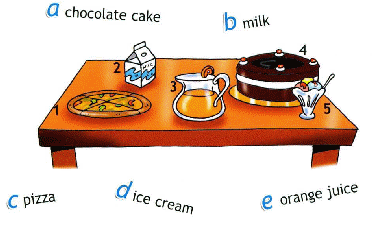 a chocolate cake
b milk
4
2
3
1
5
c pizza
d ice cream
e orange juice